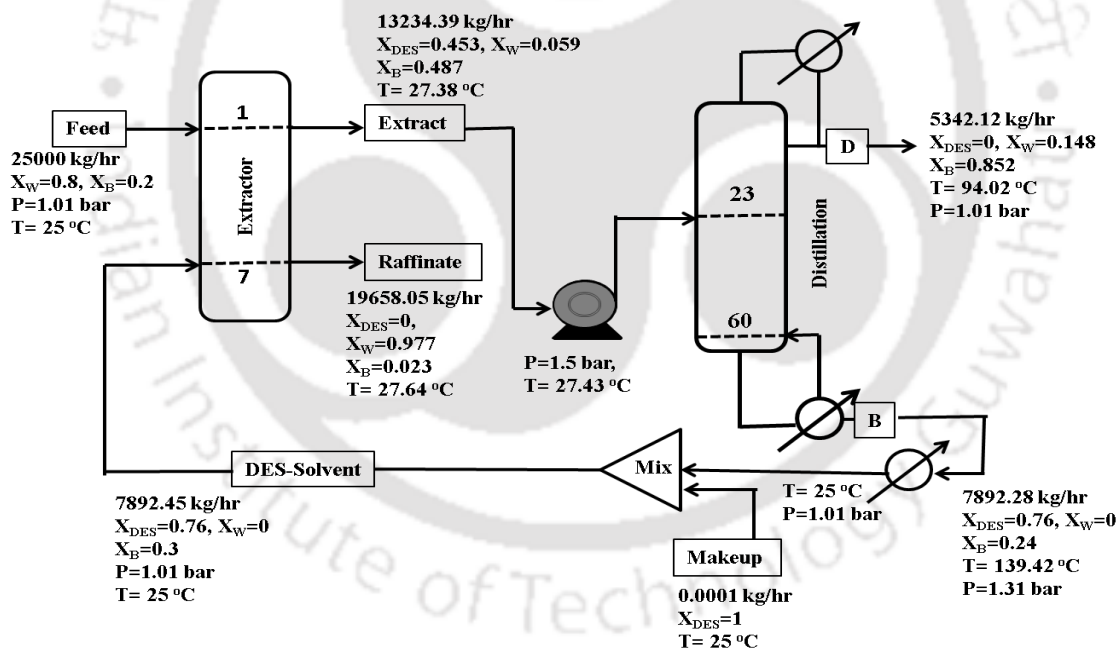 13234.39 kg/hr
X_DES=0.453, X_W=0.059
X_B=0.487
T= 27.38 °C
Feed
25000 kg/hr
X_W=0.8, X_B=0.2
P=1.01 bar
T= 25 °C
1
Extractor
7
Extract
Raffinate
19658.05 kg/hr
X_DES=0,
X_W=0.977
X_B=0.023
T= 27.64 °C
P=1.5 bar,
T= 27.43 °C
23
Distillation
60
D
5342.12 kg/hr
X_DES=0, X_W=0.148
X_B=0.852
T= 94.02 °C
P=1.01 bar
B
7892.28 kg/hr
X_DES=0.76, X_W=0
X_B=0.24
T= 139.42 °C
P=1.31 bar
T= 25 °C
P=1.01 bar
Mix
Makeup
0.0001 kg/hr
X_DES=1
T= 25 °C
DES-Solvent
7892.45 kg/hr
X_DES=0.76, X_W=0
X_B=0.3
P=1.01 bar
T= 25 °C
Indian Institute of Technology Guwahati